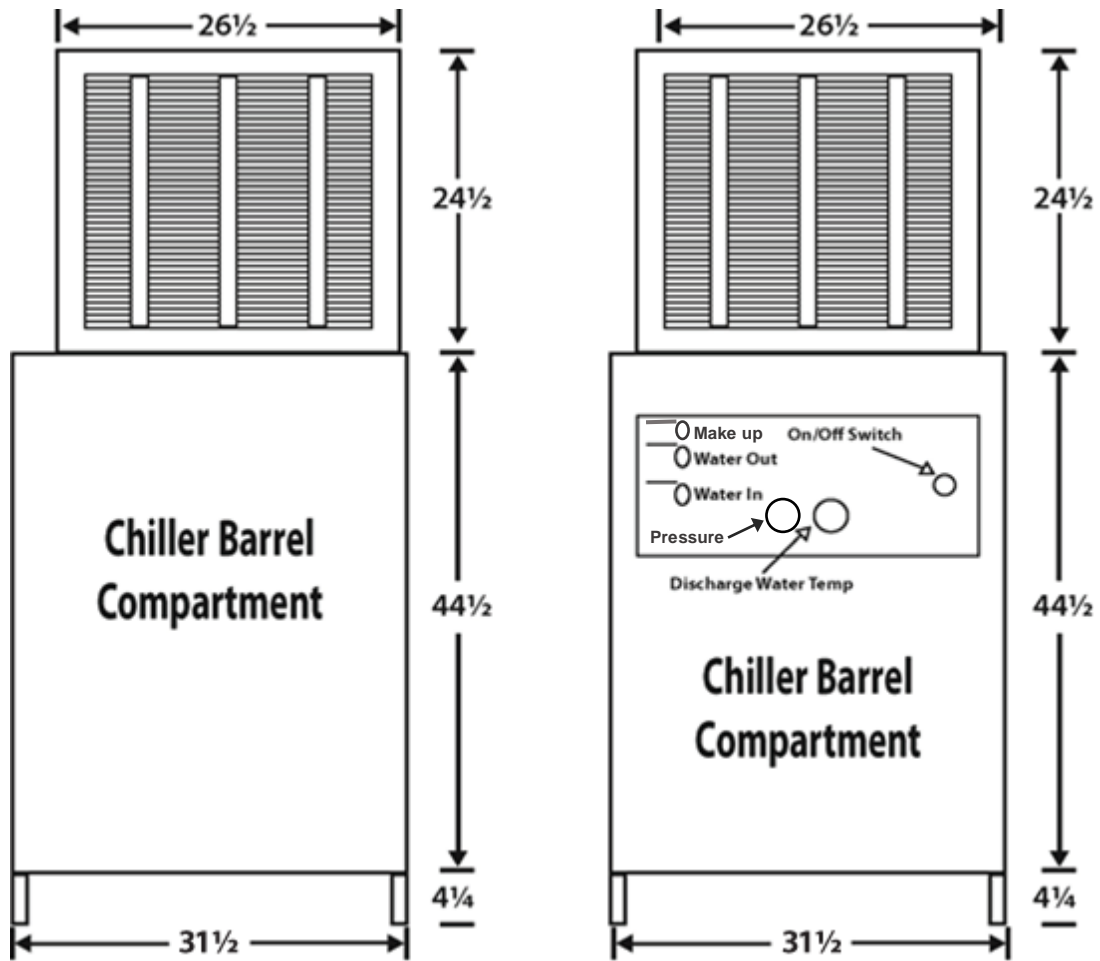 26½
26½
24½
24½
Make up
On/Off Switch
Water Out
Water In
Pressure
Discharge Water Temp
Chiller Barrel
Compartment
44½
44½
Chiller Barrel
Compartment
4¼
4¼
31½
31½